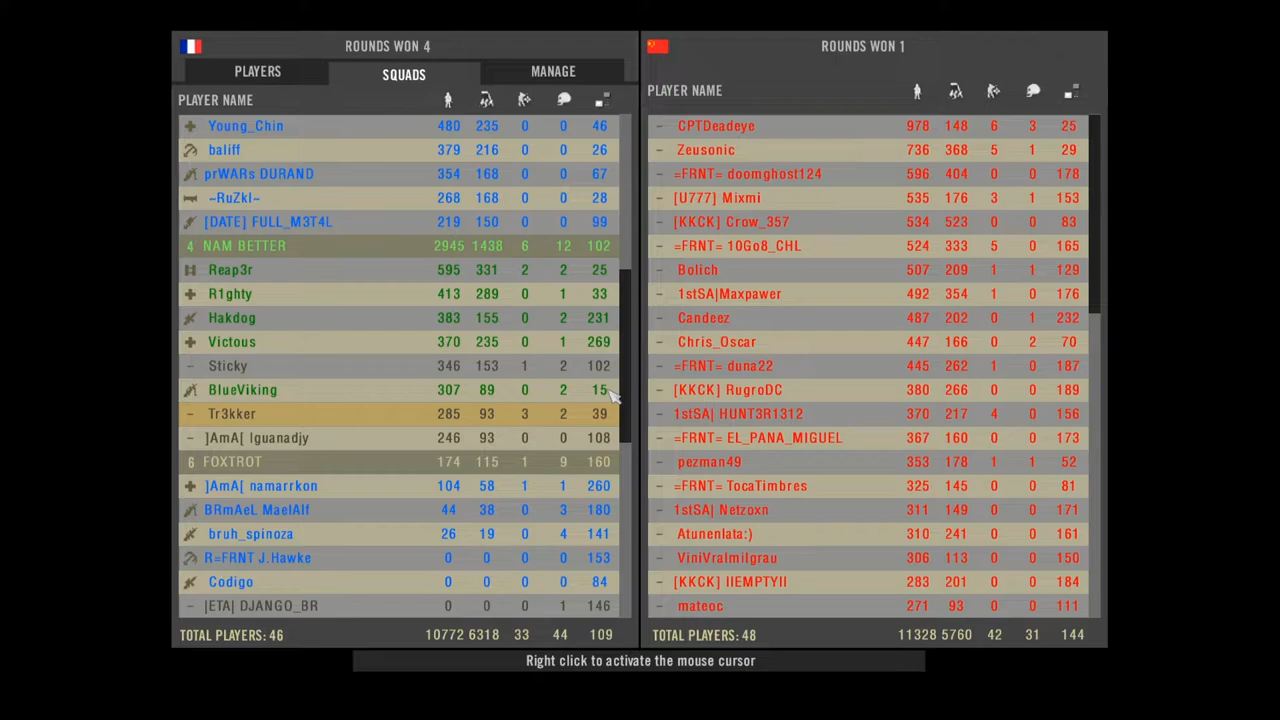 ROUNDS WON 4
PLAYERS SQUADS MANAGE
PLAYER NAME
Young_Chin 480 235 0 0 46
baliff 379 216 0 0 26
prWARs DURAND 354 168 0 0 67
~RuZkI~ 268 168 0 0 28
[DATE] FULL_M3T4L 219 150 0 0 99
4 NAM BETTER 2945 1438 6 12 102
Reap3r 595 331 2 2 25
R1ghty 413 289 0 1 33
Hakdog 383 155 0 2 231
Victous 370 235 0 1 269
- Sticky 346 153 1 2 102
BlueViking 307 89 0 2 15
- Tr3kker 285 93 3 2 39
- ]AmA[ Iguanadjy 246 93 0 0 108
6 FOXTROT 174 115 1 9 160
]AmA[ namarrkon 104 58 1 1 260
BRmAeL MaelAlf 44 38 0 3 180
bruh_spinoza 26 19 0 4 141
R=FRNT J.Hawke 0 0 0 0 153
Codigo 0 0 0 0 84
- |ETA| DJANGO_BR 0 0 0 1 146
TOTAL PLAYERS: 46 10772 6318 33 44 109
ROUNDS WON 1
PLAYER NAME
- CPTDeadeye 978 148 6 3 25
- Zeusonic 736 368 5 1 29
- =FRNT= doomghost124 596 404 0 0 178
- [U777] Mixmi 535 176 3 1 153
- [KKCK] Crow_357 534 523 0 0 83
- =FRNT= 10Go8_CHL 524 333 5 0 165
- Bolich 507 209 1 1 129
- 1stSA|Maxpawer 492 354 1 0 176
- Candeez 487 202 0 1 232
- Chris_Oscar 447 166 0 2 70
- =FRNT= duna22 445 262 1 0 187
- [KKCK] RugroDC 380 266 0 0 189
- 1stSA| HUNT3R1312 370 217 4 0 156
- =FRNT= EL_PANA_MIGUEL 367 160 0 0 173
- pezman49 353 178 1 1 52
- =FRNT= TocaTimbres 325 145 0 0 81
- 1stSA| Netzoxn 311 149 0 0 171
- Atunenlata:) 310 241 0 0 161
- ViniVralmilgrau 306 113 0 0 150
- [KKCK] IIEMPTYII 283 201 0 0 184
- mateoc 271 93 0 0 111
TOTAL PLAYERS: 48 11328 5760 42 31 144
Right click to activate the mouse cursor